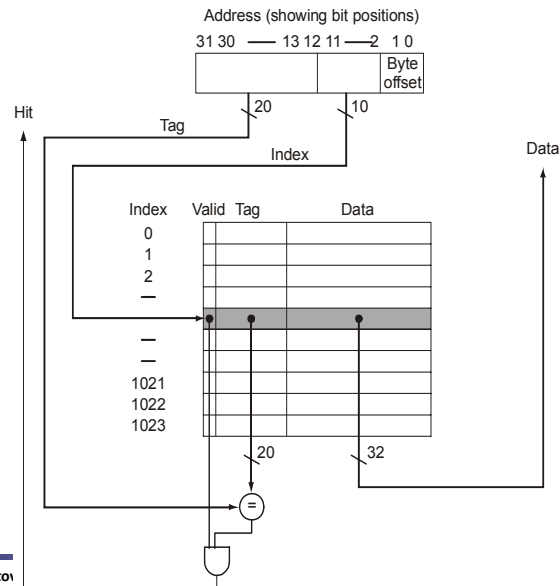 Address (showing bit positions)
31 30 — 13 12 11 — 2 1 0
Byte
offset
20
10
Hit
Tag
Data
Index
Index Valid Tag Data
0
1
2
—
—
—
1021
1022
1023
20
32
=